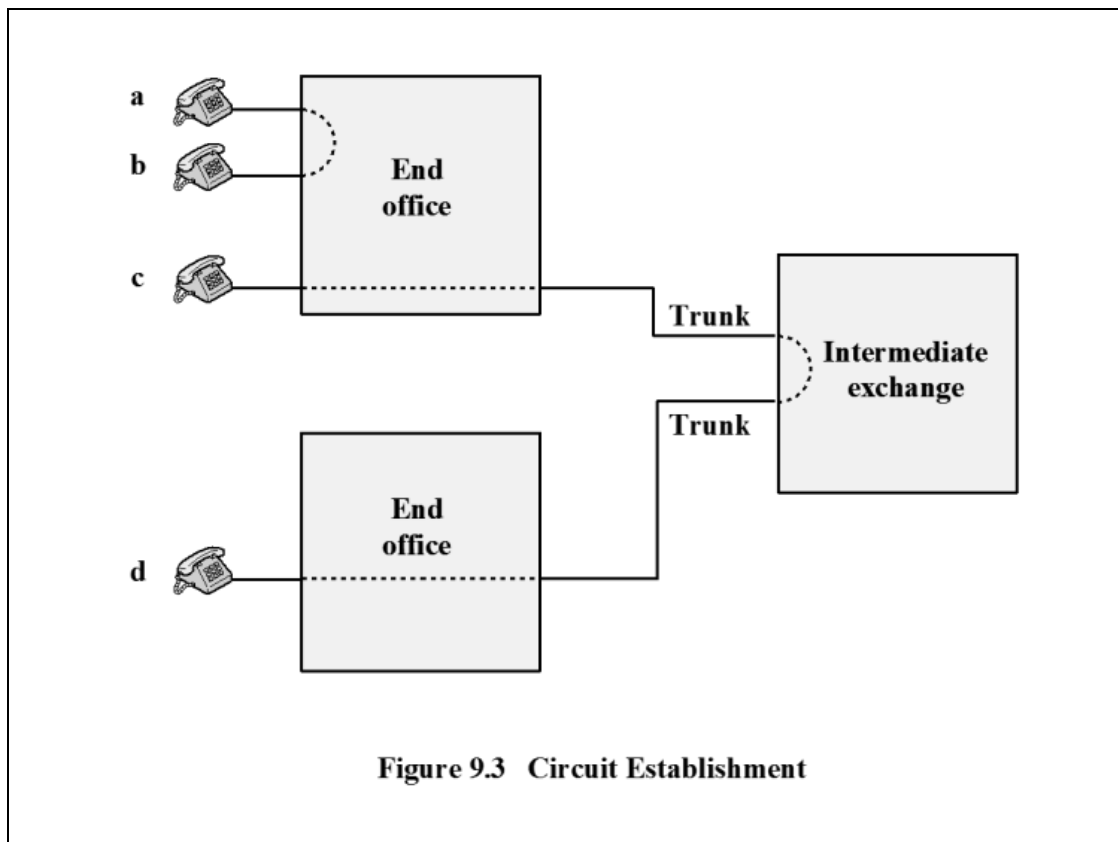 a
b
End
office
c
Trunk
Intermediate
exchange
Trunk
End
office
d
Figure 9.3 Circuit Establishment